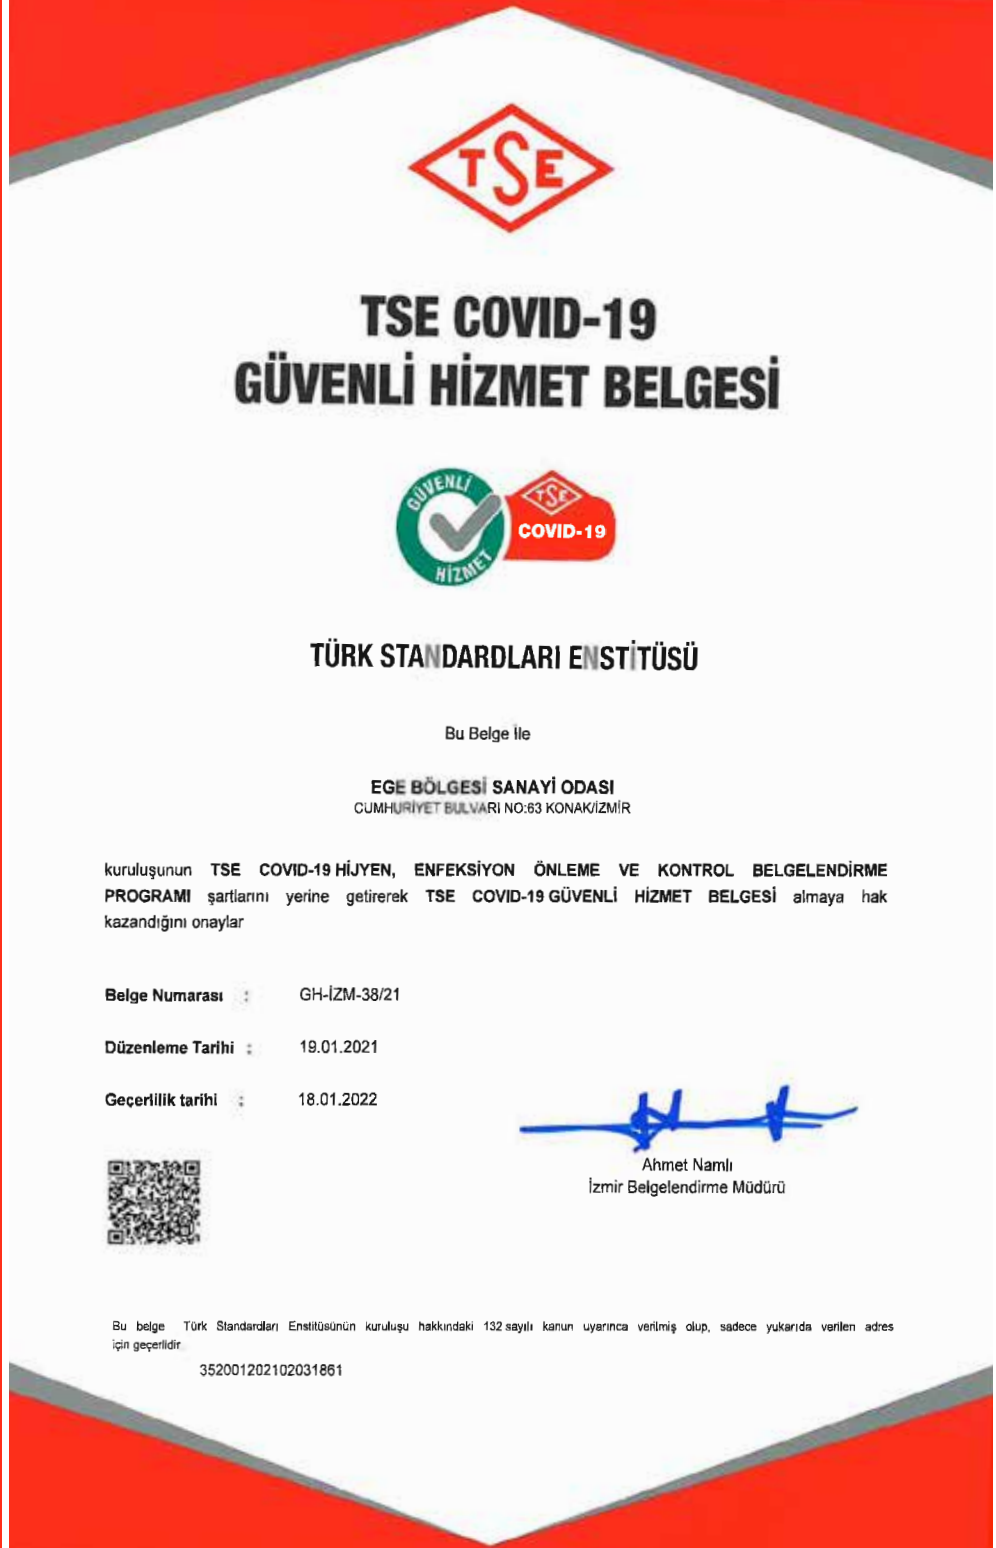 TSE
TSE COVID-19
GÜVENLİ HİZMET BELGESİ
GÜVENLİ
HİZMET
TSE
COVID-19
TÜRK STANDARDLARI ENSTİTÜSÜ
Bu Belge İle
EGE BÖLGESİ SANAYİ ODASI
CUMHURİYET BULVARI NO:63 KONAK/İZMİR
kuruluşunun TSE COVID-19 HİJYEN, ENFEKSİYON ÖNLEME VE KONTROL BELGELENDİRME
PROGRAMI şartlarını yerine getirerek TSE COVID-19 GÜVENLİ HİZMET BELGESİ almaya hak
kazandığını onaylar
Belge Numarası : GH-İZM-38/21
Düzenleme Tarihi : 19.01.2021
Geçerlilik tarihi : 18.01.2022
Ahmet Namlı
İzmir Belgelendirme Müdürü
Bu belge Türk Standardları Enstitüsünün kuruluşu hakkındaki 132 sayılı kanun uyarınca verilmiş olup, sadece yukarıda verilen adres
için geçerlidir
352001202102031861